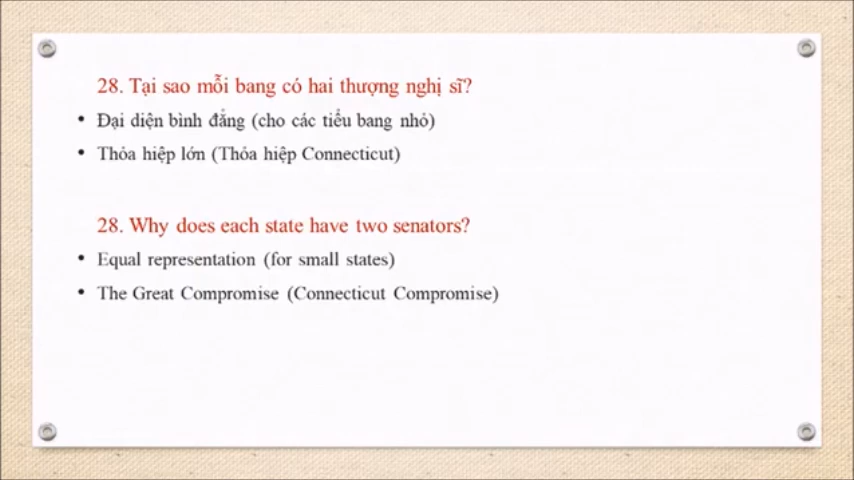 28. Tại sao mỗi bang có hai thượng nghị sĩ?
• Đại diện bình đẳng (cho các tiểu bang nhỏ)
• Thỏa hiệp lớn (Thỏa hiệp Connecticut)
28. Why does each state have two senators?
• Equal representation (for small states)
• The Great Compromise (Connecticut Compromise)